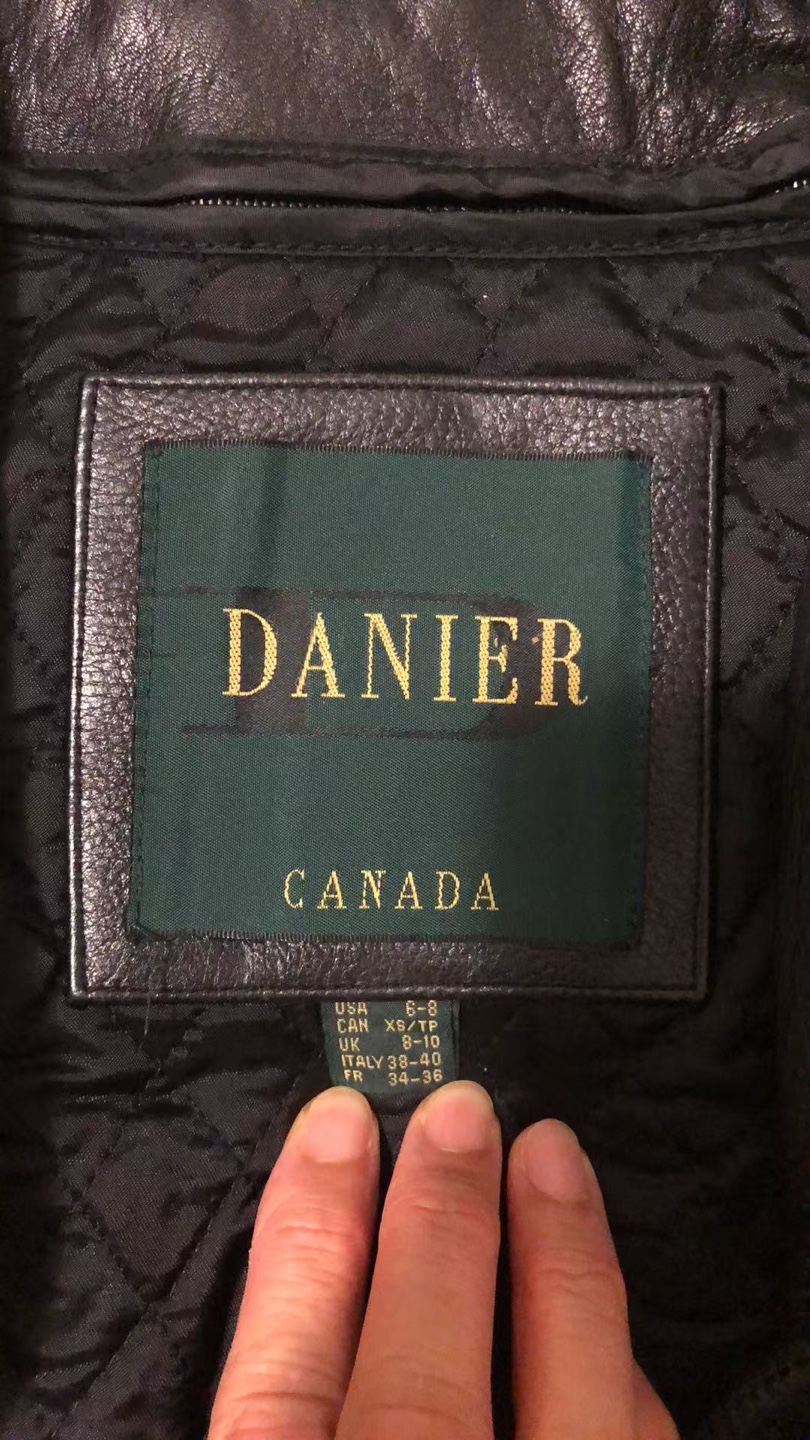 DANIER
CANADA
USA 6-8
CAN XS/TP
UK 8-10
ITALY 38-40
FR 34-36